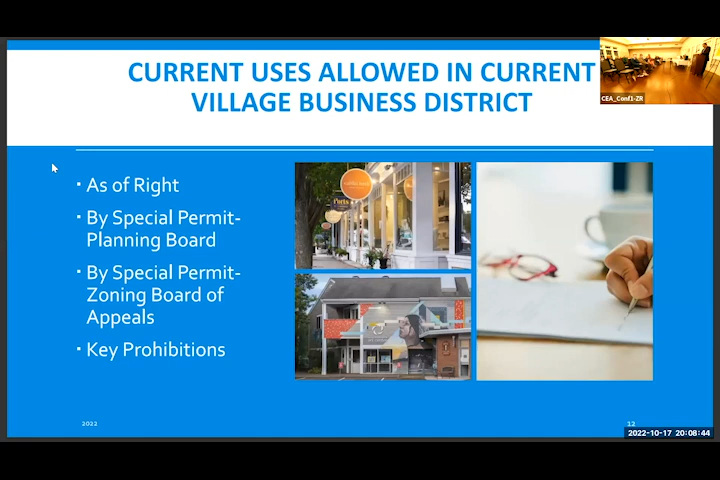 CURRENT USES ALLOWED IN CURRENT
VILLAGE BUSINESS DISTRICT
CEA_Conf1-ZR
· As of Right
· By Special Permit-
Planning Board
· By Special Permit-
Zoning Board of
Appeals
· Key Prohibitions
2022
12
2022-10-17 20:08:44